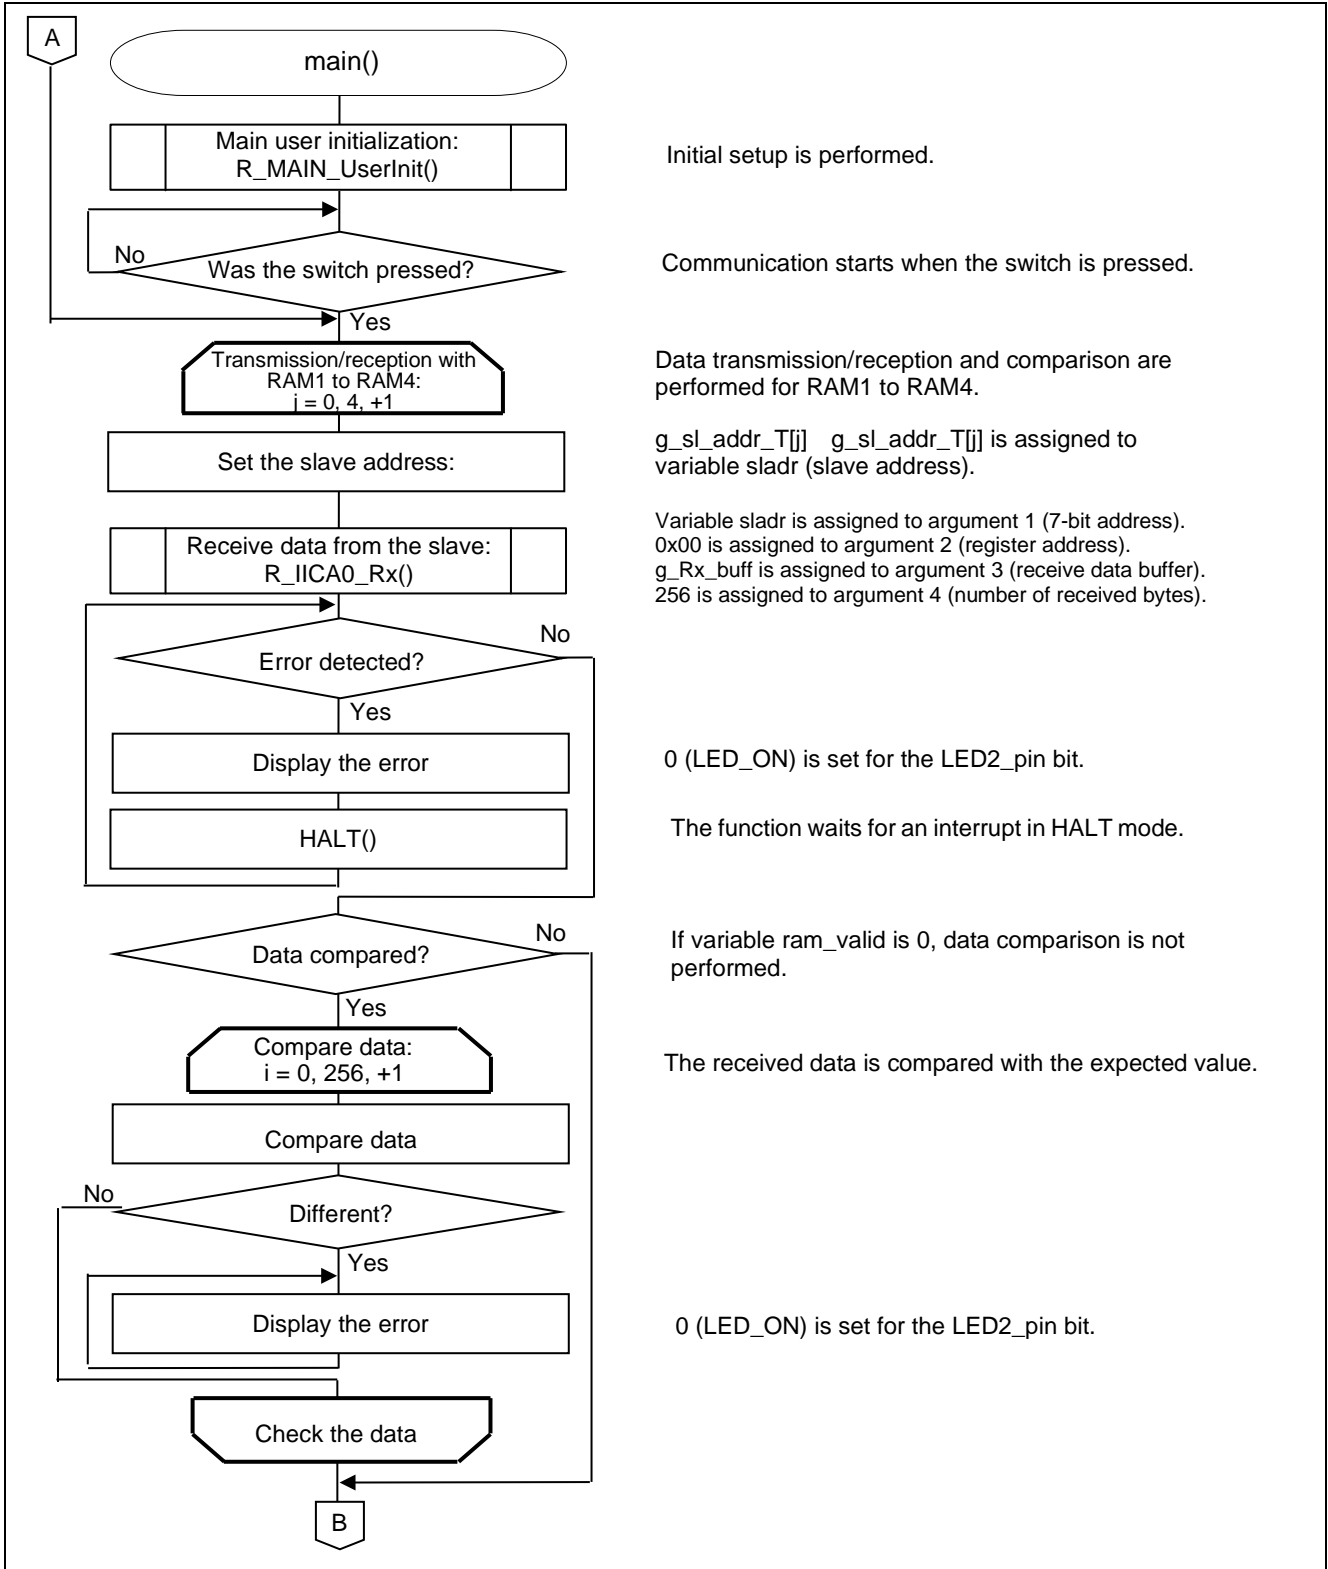 A
main()
Main user initialization:
R_MAIN_UserInit()
Initial setup is performed.
No
Was the switch pressed?
Communication starts when the switch is pressed.
Yes
Transmission/reception with
RAM1 to RAM4:
j = 0, 4, +1
Data transmission/reception and comparison are
performed for RAM1 to RAM4.
Set the slave address:
g_sl_addr_T[j] g_sl_addr_T[j] is assigned to
variable sladr (slave address).
Receive data from the slave:
R_IICA0_Rx()
Variable sladr is assigned to argument 1 (7-bit address).
0x00 is assigned to argument 2 (register address).
g_Rx_buff is assigned to argument 3 (receive data buffer).
256 is assigned to argument 4 (number of received bytes).
No
Error detected?
Yes
Display the error
0 (LED_ON) is set for the LED2_pin bit.
HALT()
The function waits for an interrupt in HALT mode.
No
Data compared?
If variable ram_valid is 0, data comparison is not
performed.
Yes
Compare data:
i = 0, 256, +1
The received data is compared with the expected value.
Compare data
No
Different?
Yes
Display the error
0 (LED_ON) is set for the LED2_pin bit.
Check the data
B